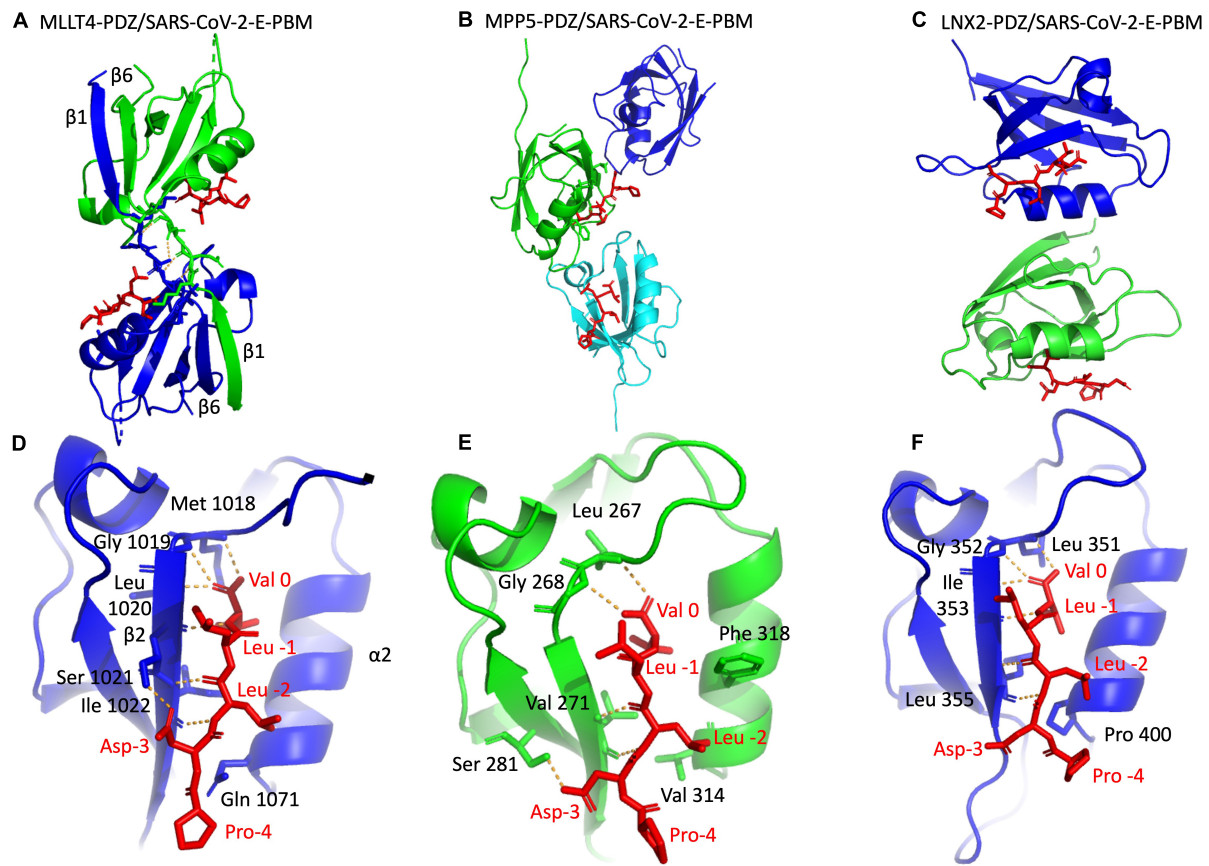 A MLLT4-PDZ/SARS-CoV-2-E-PBM
β6
β1
β1
β6
B MPP5-PDZ/SARS-CoV-2-E-PBM
C LNX2-PDZ/SARS-CoV-2-E-PBM
D
Met 1018
Gly 1019
Leu
1020
Val 0
β2
Leu -1
α2
Ser 1021
Leu -2
Ile 1022
Asp-3
Gln 1071
Pro-4
E
Leu 267
Gly 268
Val 0
Phe 318
Leu -1
Val 271
Leu -2
Ser 281
Val 314
Asp-3
Pro-4
F
Gly 352
Leu 351
Ile
353
Val 0
Leu -1
Leu -2
Leu 355
Pro 400
Asp-3
Pro -4